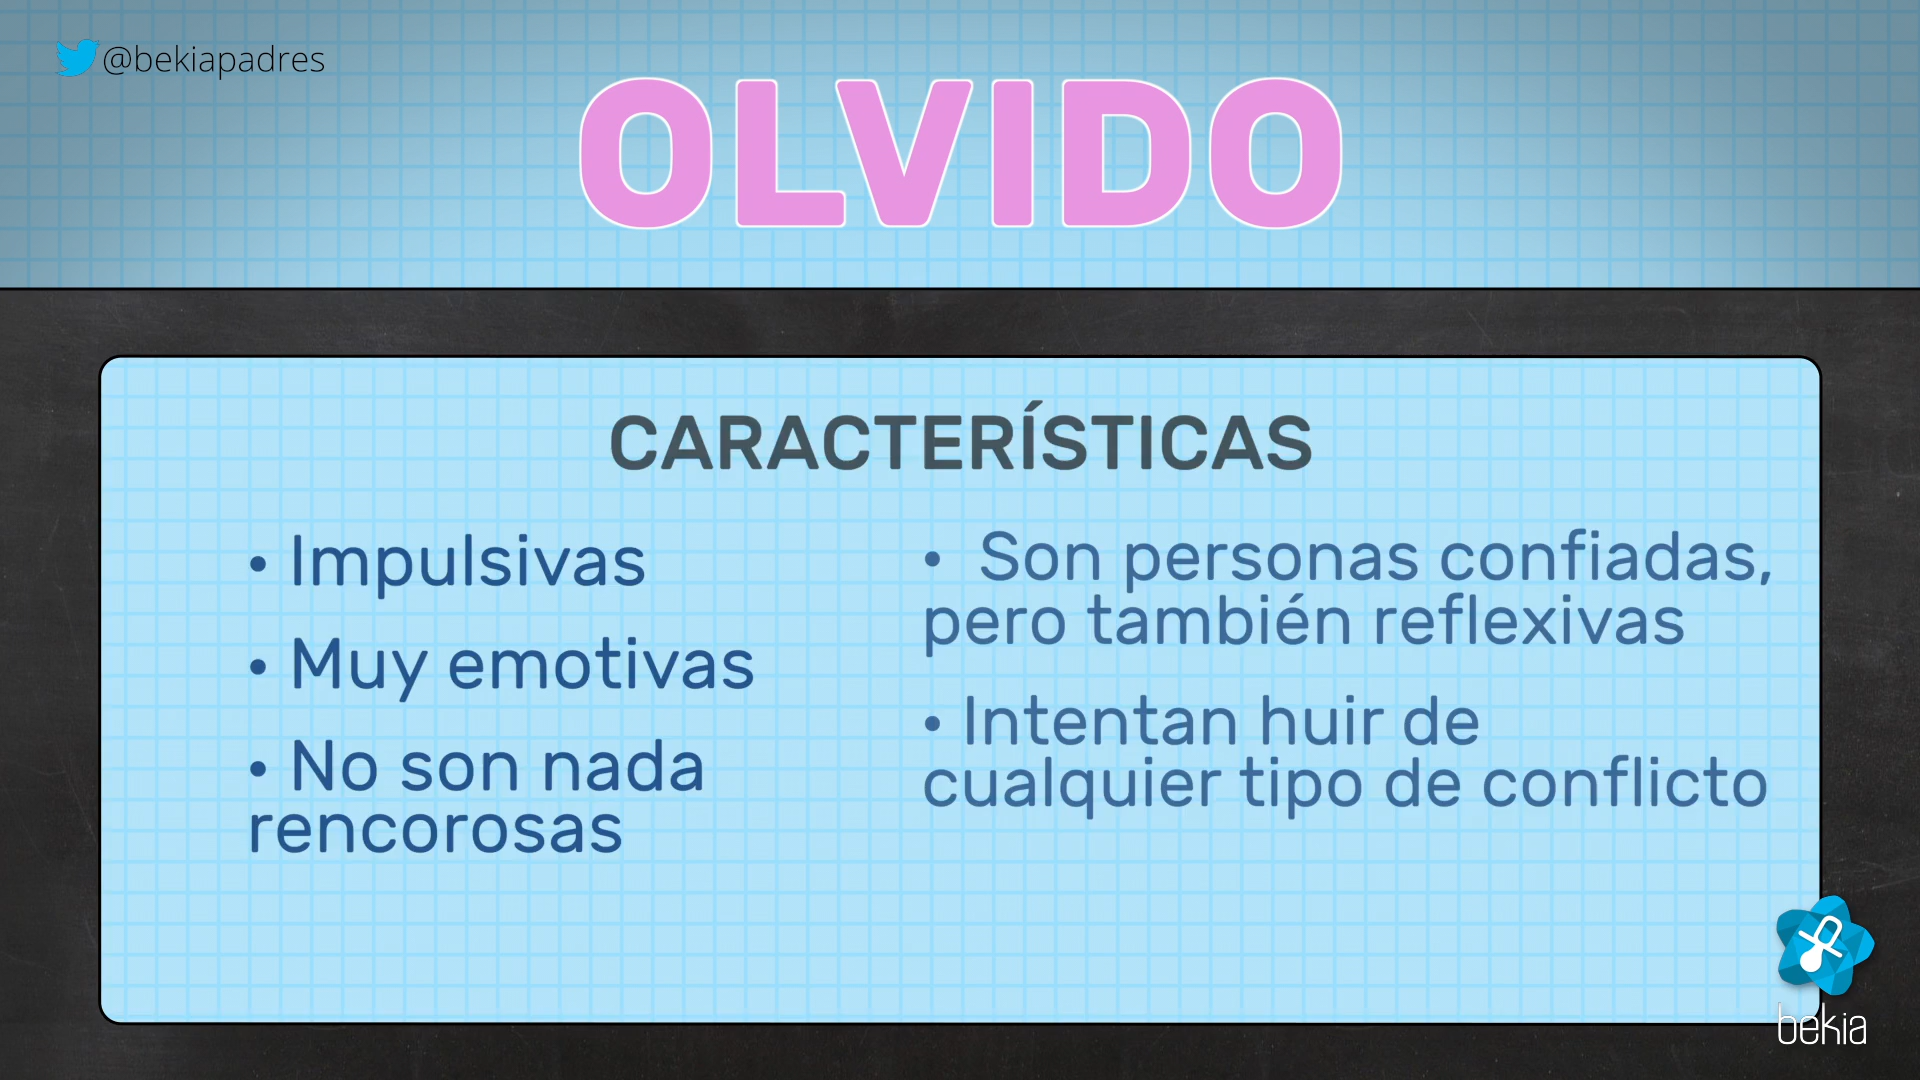 @bekiapadres
OLVIDO
CARACTERÍSTICAS
• Impulsivas
• Muy emotivas
• No son nada
rencorosas
• Son personas confiadas,
pero también reflexivas
• Intentan huir de
cualquier tipo de conflicto
bekia